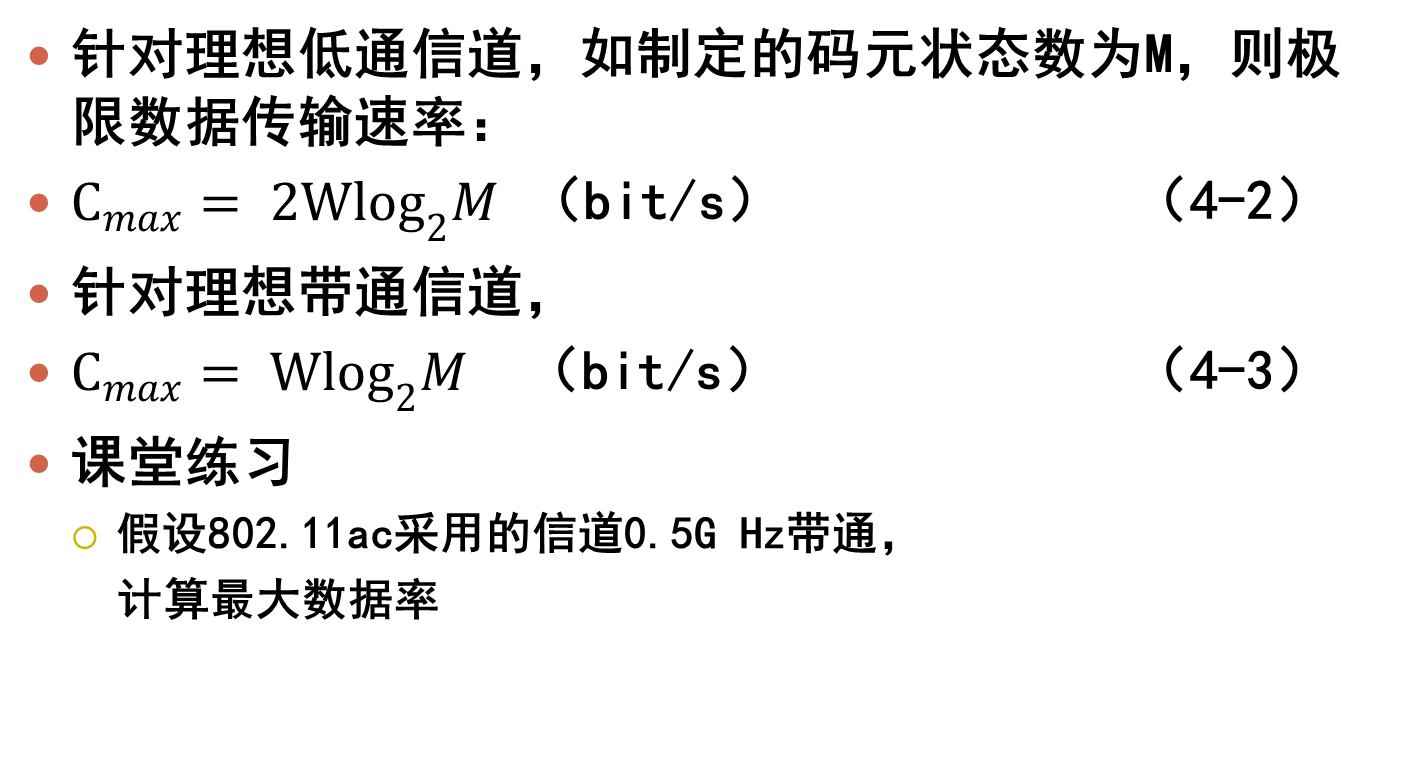 • 针对理想低通信道，如制定的码元状态数为M，则极
限数据传输速率：
• C_max = 2Wlog₂M （bit/s） （4-2）
• 针对理想带通信道，
• C_max = Wlog₂M （bit/s） （4-3）
• 课堂练习
○ 假设802.11ac采用的信道0.5G Hz带通，
计算最大数据率